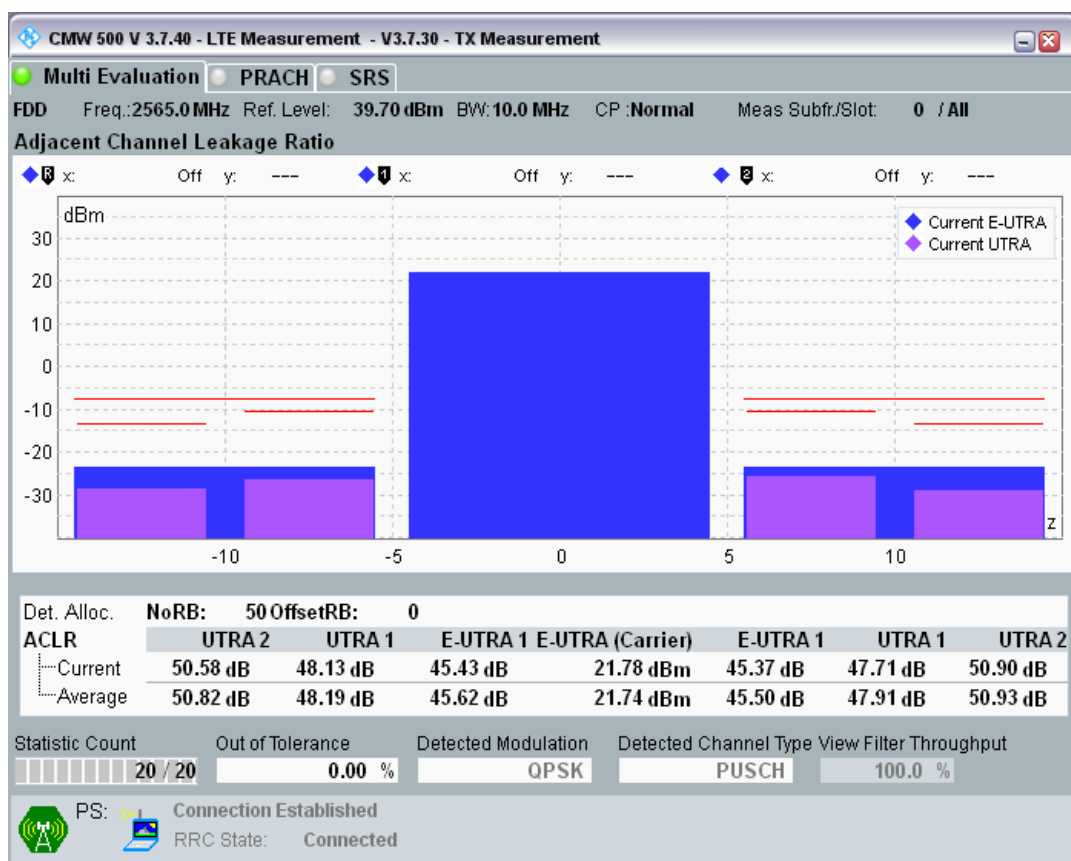 CMW 500 V 3.7.40 - LTE Measurement - V3.7.30 - TX Measurement
Multi Evaluation PRACH SRS
FDD Freq.:2565.0 MHz Ref. Level: 39.70 dBm BW: 10.0 MHz CP :Normal Meas Subfr./Slot: 0 / All
Adjacent Channel Leakage Ratio
R x: Off y: --- 1 x: Off y: --- 2 x: Off y: ---
dBm
Current E-UTRA
Current UTRA
30
20
10
0
-10
-20
-30
z
-10 -5 0 5 10
Det. Alloc. NoRB: 50 OffsetRB: 0
ACLR UTRA 2 UTRA 1 E-UTRA 1 E-UTRA (Carrier) E-UTRA 1 UTRA 1 UTRA 2
Current 50.58 dB 48.13 dB 45.43 dB 21.78 dBm 45.37 dB 47.71 dB 50.90 dB
Average 50.82 dB 48.19 dB 45.62 dB 21.74 dBm 45.50 dB 47.91 dB 50.93 dB
Statistic Count Out of Tolerance Detected Modulation Detected Channel Type View Filter Throughput
20 / 20 0.00 % QPSK PUSCH 100.0 %
PS: Connection Established
RRC State: Connected